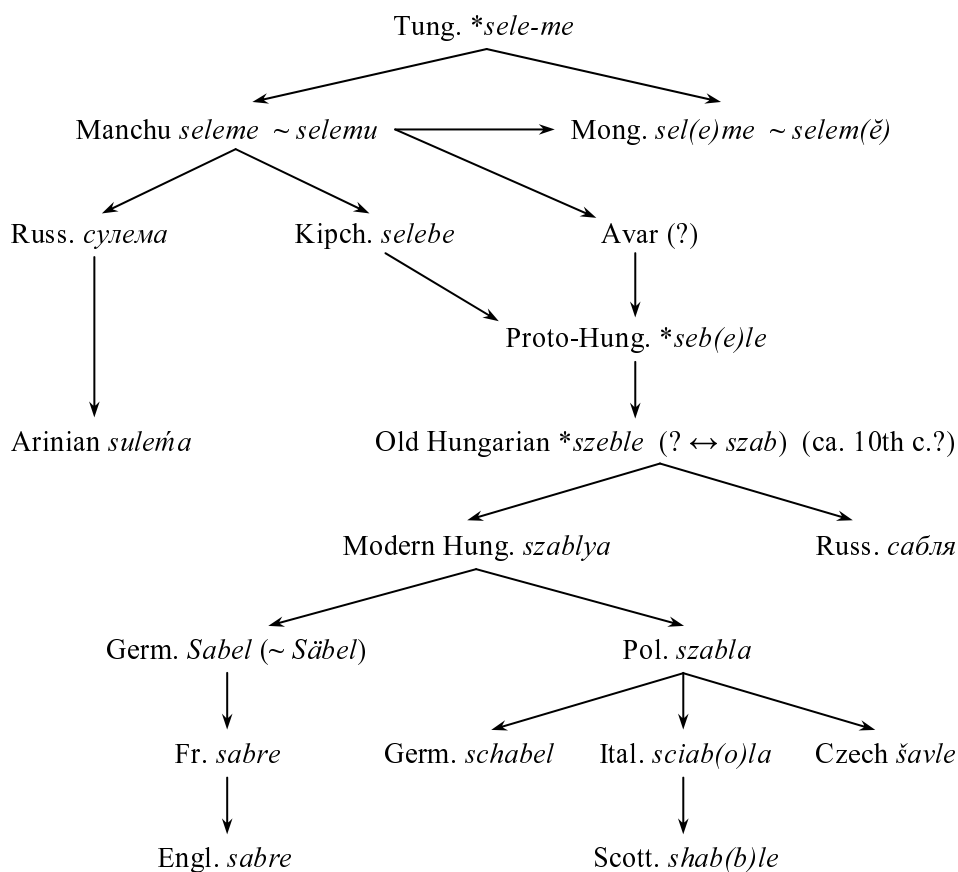 Tung. *sele-me
Manchu seleme ~ selemu
Mong. sel(e)me ~ selem(ĕ)
Russ. сулема
Kipch. selebe
Avar (?)
Proto-Hung. *seb(e)le
Arinian suleḿa
Old Hungarian *szeble (? ↔ szab) (ca. 10th c.?)
Modern Hung. szablya
Russ. сабля
Germ. Sabel (~ Säbel)
Pol. szabla
Fr. sabre
Germ. schabel
Ital. sciab(o)la
Czech šavle
Engl. sabre
Scott. shab(b)le